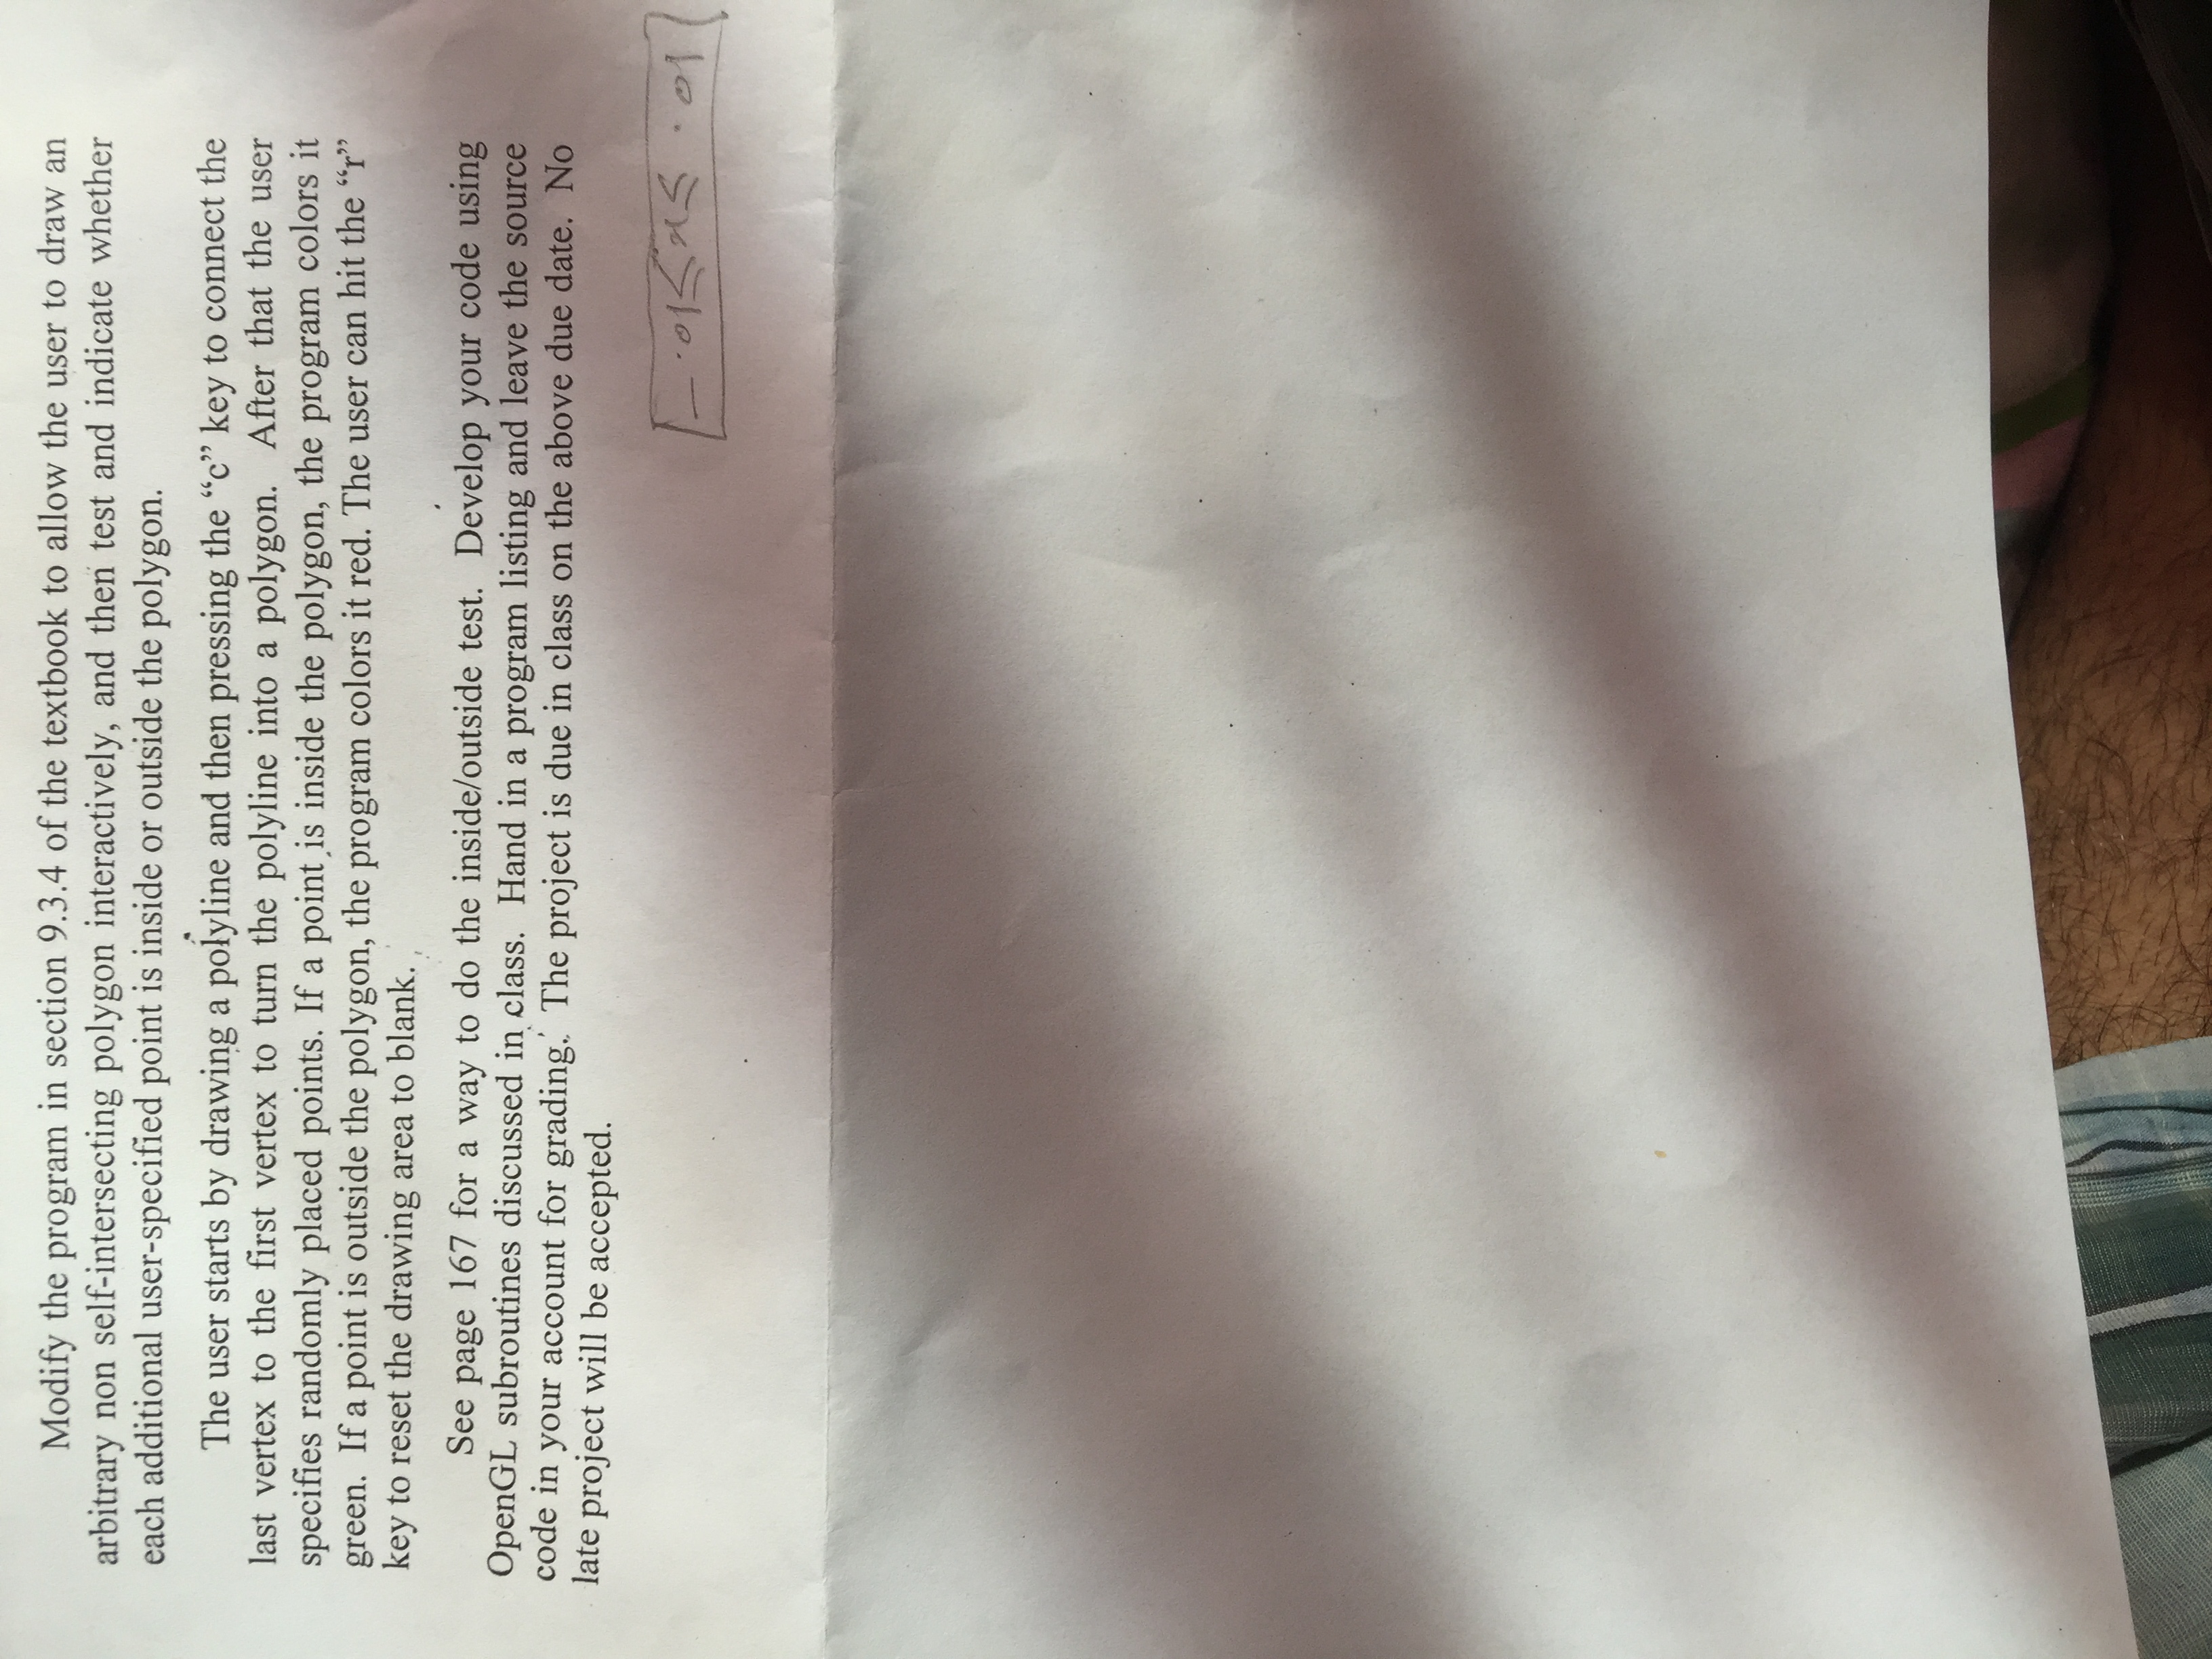 Modify the program in section 9.3.4 of the textbook to allow the user to draw an
arbitrary non self-intersecting polygon interactively, and then test and indicate whether
each additional user-specified point is inside or outside the polygon.
The user starts by drawing a polyline and then pressing the “c” key to connect the
last vertex to the first vertex to turn the polyline into a polygon. After that the user
specifies randomly placed points. If a point is inside the polygon, the program colors it
green. If a point is outside the polygon, the program colors it red. The user can hit the “r”
key to reset the drawing area to blank.
See page 167 for a way to do the inside/outside test. Develop your code using
OpenGL subroutines discussed in class. Hand in a program listing and leave the source
code in your account for grading. The project is due in class on the above due date. No
late project will be accepted.
-.01≤x≤.01